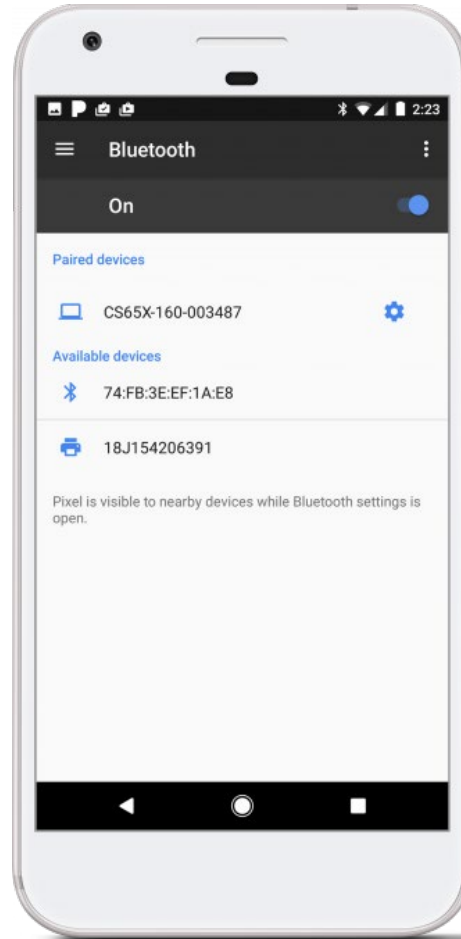 2:23
Bluetooth
On
Paired devices
CS65X-160-003487
Available devices
74:FB:3E:EF:1A:E8
18J154206391
Pixel is visible to nearby devices while Bluetooth settings is
open.